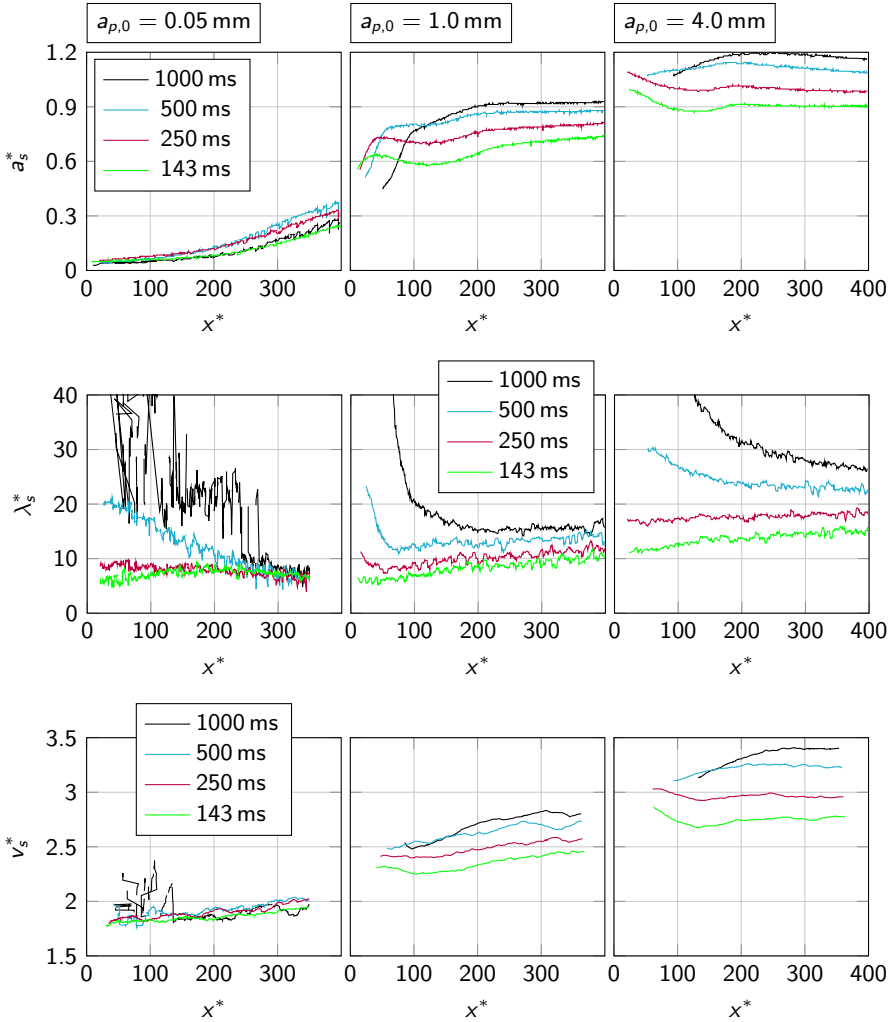 a_{p,0} = 0.05 mm
a_{p,0} = 1.0 mm
a_{p,0} = 4.0 mm
1.2
0.9
0.6
0.3
0
a_s^*
1000 ms
500 ms
250 ms
143 ms
0 100 200 300
0 100 200 300
0 100 200 300 400
x^*
x^*
x^*
40
30
20
10
0
λ_s^*
1000 ms
500 ms
250 ms
143 ms
0 100 200 300
0 100 200 300
0 100 200 300 400
x^*
x^*
x^*
3.5
3
2.5
2
1.5
v_s^*
1000 ms
500 ms
250 ms
143 ms
0 100 200 300
0 100 200 300
0 100 200 300 400
x^*
x^*
x^*